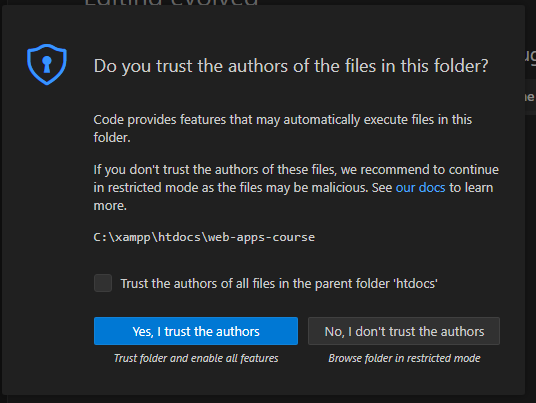 Editing evolved
Do you trust the authors of the files in this folder?
Code provides features that may automatically execute files in this
folder.
If you don't trust the authors of these files, we recommend to continue
in restricted mode as the files may be malicious. See our docs to learn
more.
C:\xampp\htdocs\web-apps-course
Trust the authors of all files in the parent folder 'htdocs'
Yes, I trust the authors
No, I don't trust the authors
Trust folder and enable all features
Browse folder in restricted mode